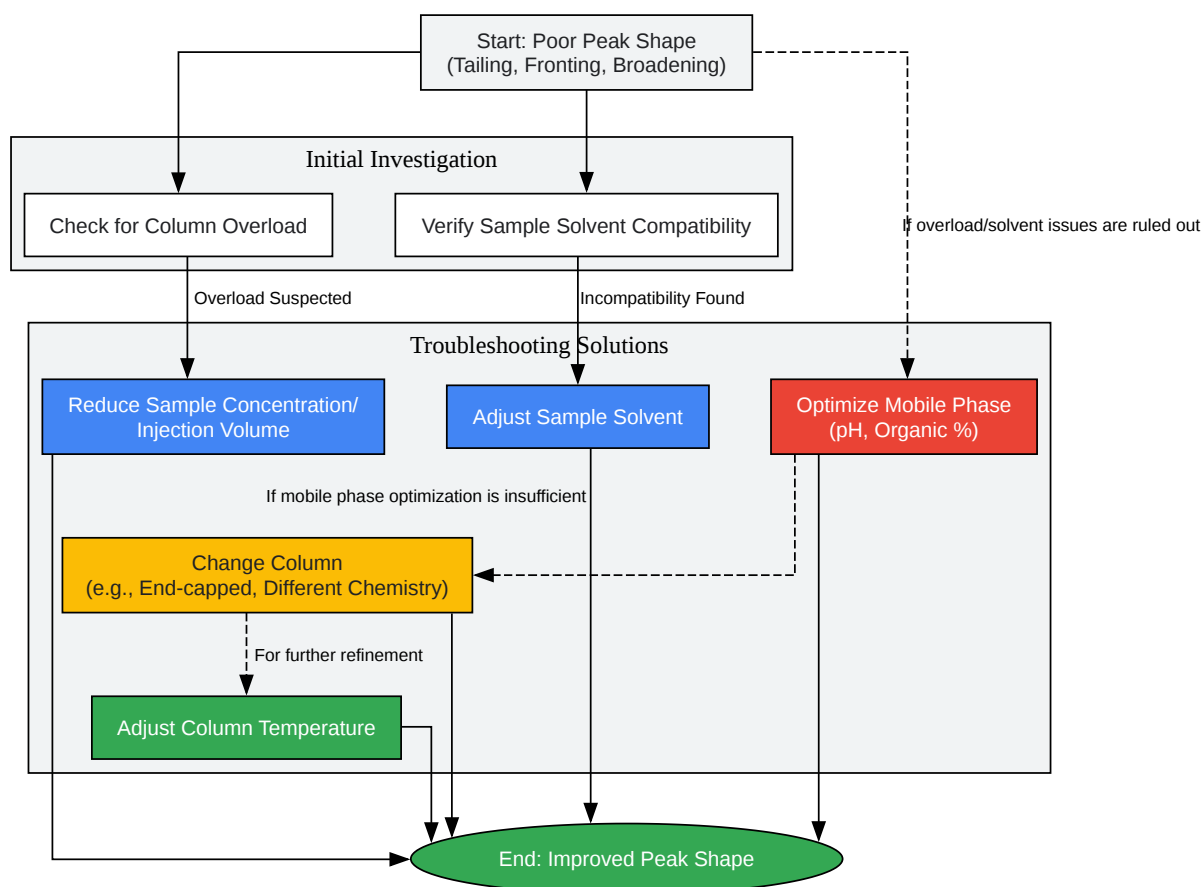 Start: Poor Peak Shape
(Tailing, Fronting, Broadening)
Initial Investigation
Check for Column Overload
Verify Sample Solvent Compatibility
If overload/solvent issues are ruled out
Overload Suspected
Incompatibility Found
Troubleshooting Solutions
Reduce Sample Concentration/
Injection Volume
Adjust Sample Solvent
Optimize Mobile Phase
(pH, Organic %)
If mobile phase optimization is insufficient
Change Column
(e.g., End-capped, Different Chemistry)
For further refinement
Adjust Column Temperature
End: Improved Peak Shape